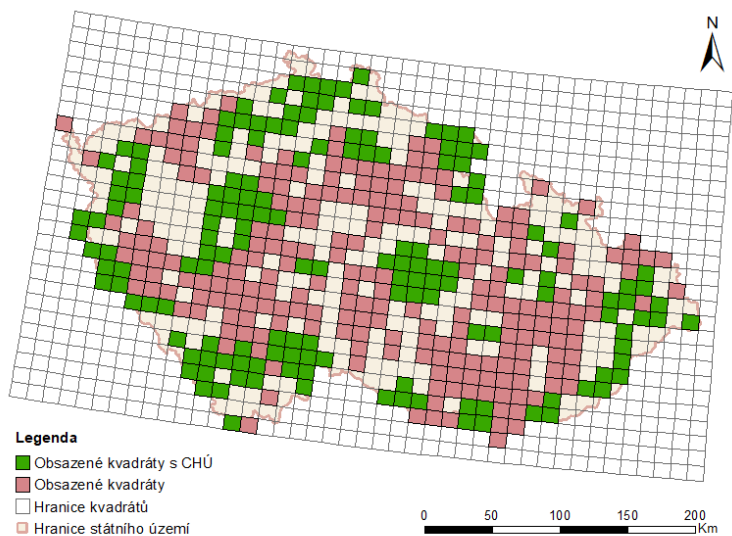 N
Legenda
Obsazené kvadráty s CHÚ
Obsazené kvadráty
Hranice kvadrátů
Hranice státního území
0 50 100 150 200
Km